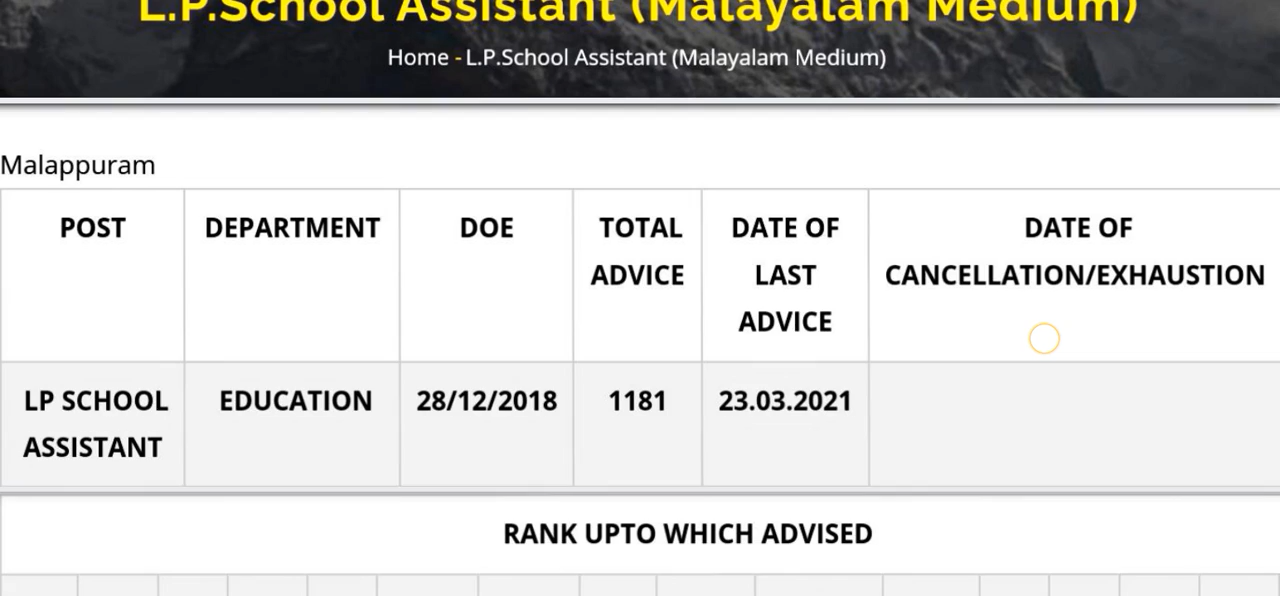 L.P.School Assistant (Malayalam Medium)
Home - L.P.School Assistant (Malayalam Medium)
Malappuram
POST DEPARTMENT DOE TOTAL ADVICE DATE OF LAST ADVICE DATE OF CANCELLATION/EXHAUSTION
LP SCHOOL ASSISTANT EDUCATION 28/12/2018 1181 23.03.2021
RANK UPTO WHICH ADVISED